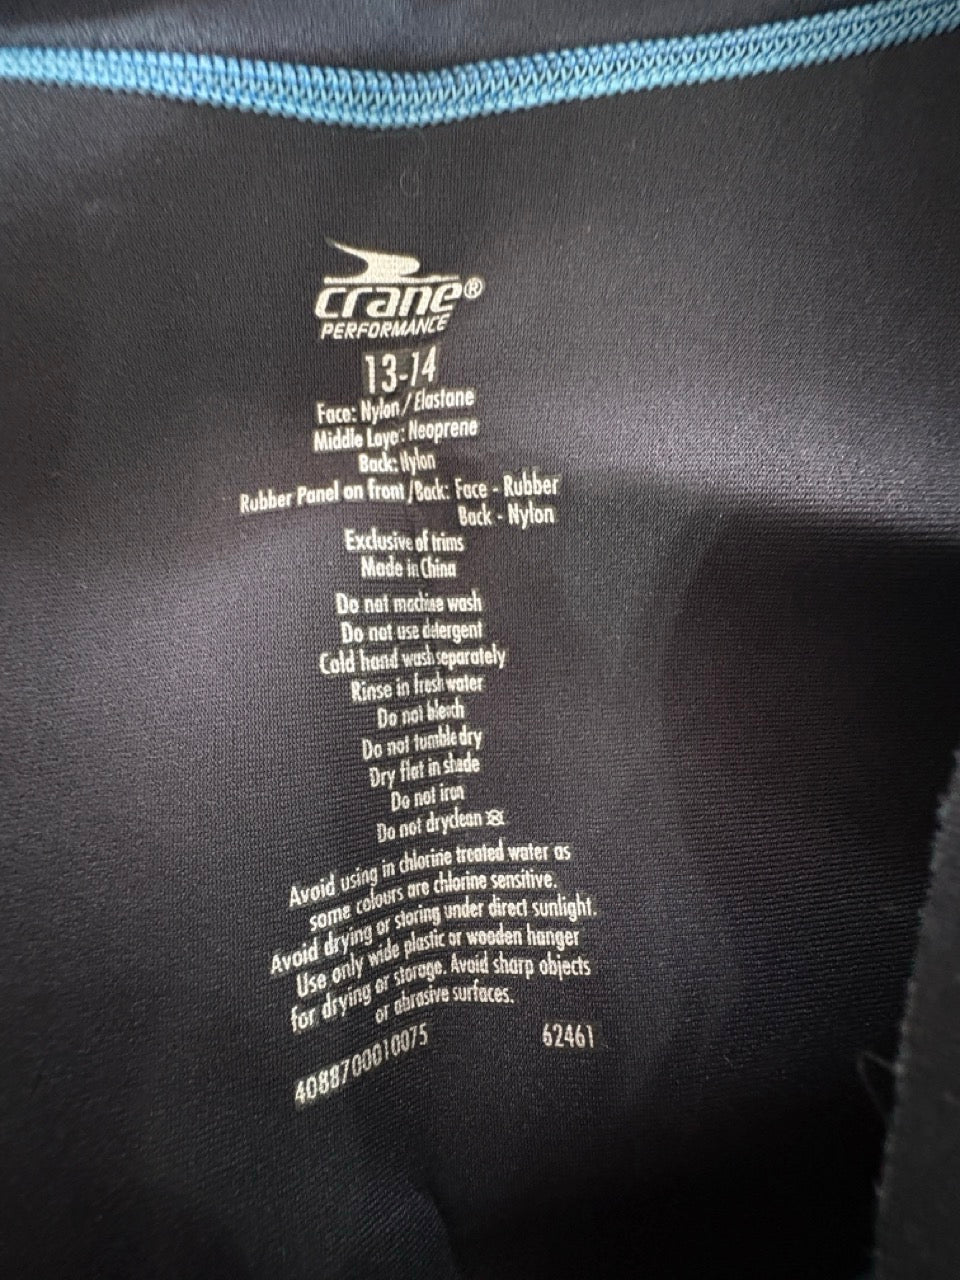 crane®
PERFORMANCE
13-14
Face: Nylon/Elastane
Middle Laye: Neoprene
Back: Nylon
Rubber Panel on front/Back: Face - Rubber
Back - Nylon
Exclusive of trims
Made in China
Do not machine wash
Do not use detergent
Cold hand wash separately
Rinse in fresh water
Do not bleach
Do not tumble dry
Dry flat in shade
Do not iron
Do not dryclean
Avoid using in chlorine treated water as
some colours are chlorine sensitive.
Avoid drying or storing under direct sunlight.
Use only wide plastic or wooden hanger
for drying or storage. Avoid sharp objects
or abrasive surfaces.
4088700010075 62461